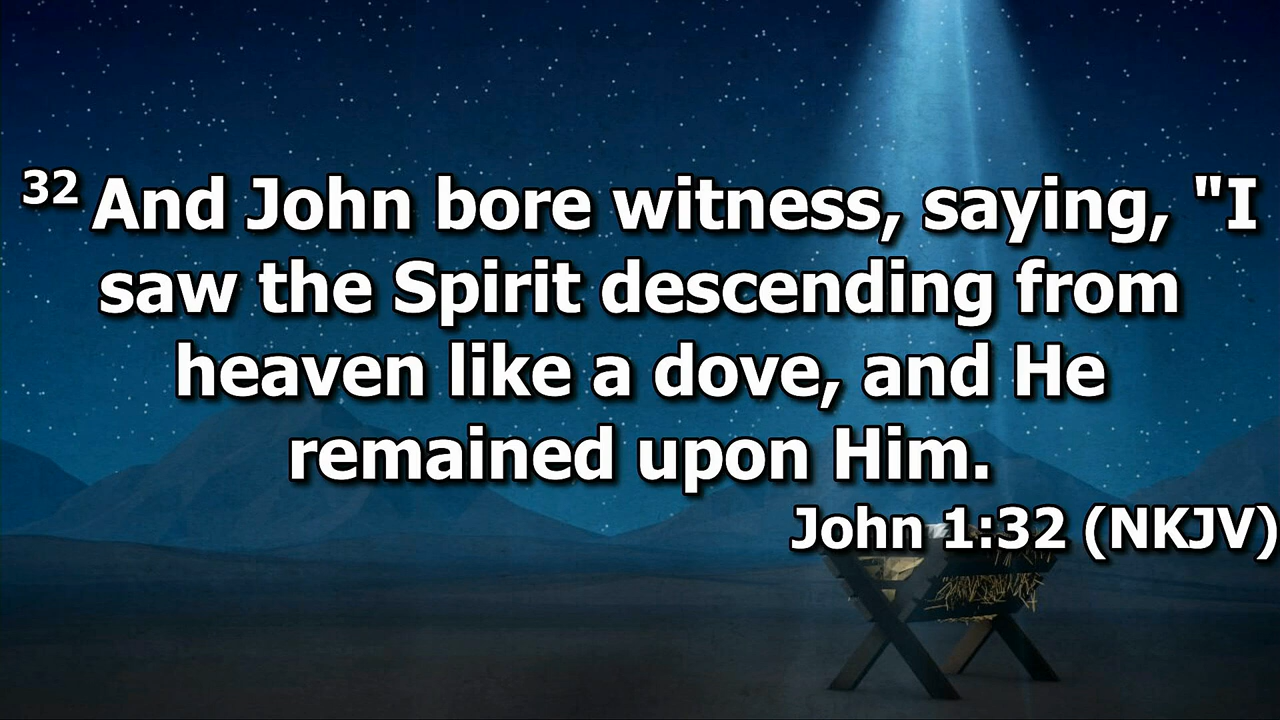 32 And John bore witness, saying, "I
saw the Spirit descending from
heaven like a dove, and He
remained upon Him.
John 1:32 (NKJV)